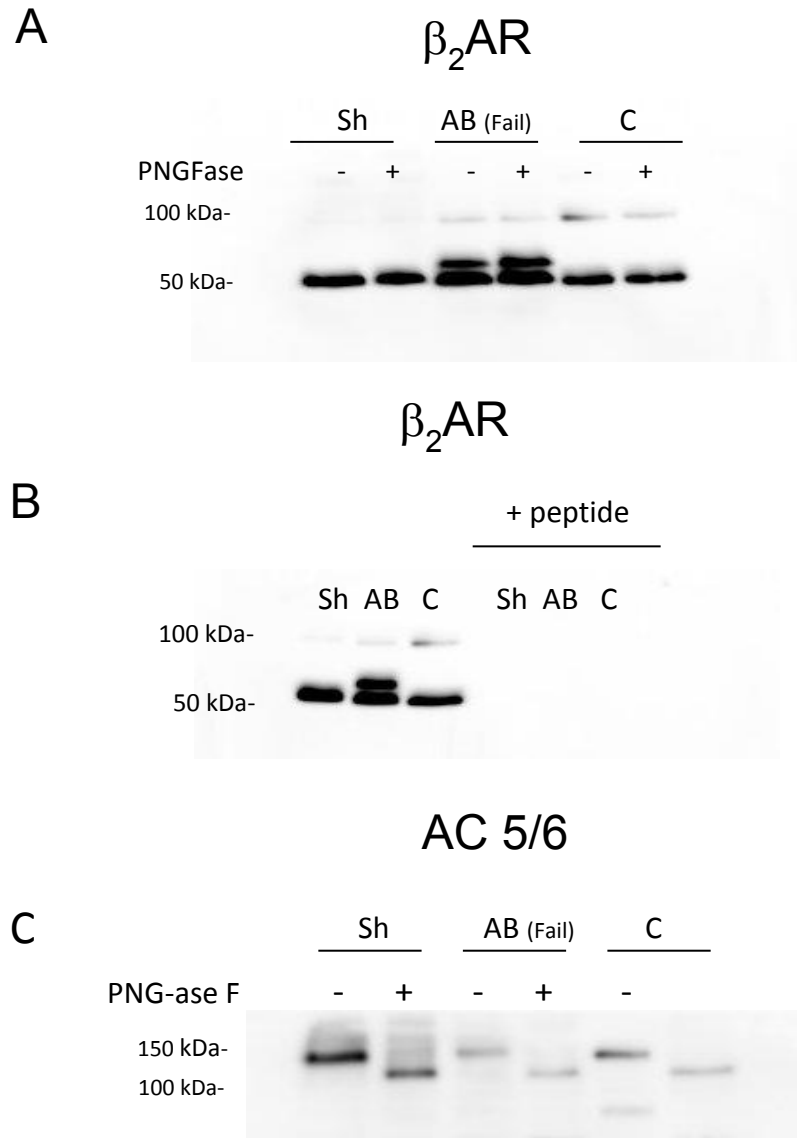 A
β2AR
Sh AB (Fail) C
PNGFase - + - + - +
100 kDa-
50 kDa-
β2AR
B
+ peptide
Sh AB C Sh AB C
100 kDa-
50 kDa-
AC 5/6
C
Sh AB (Fail) C
PNG-ase F - + - + -
150 kDa-
100 kDa-